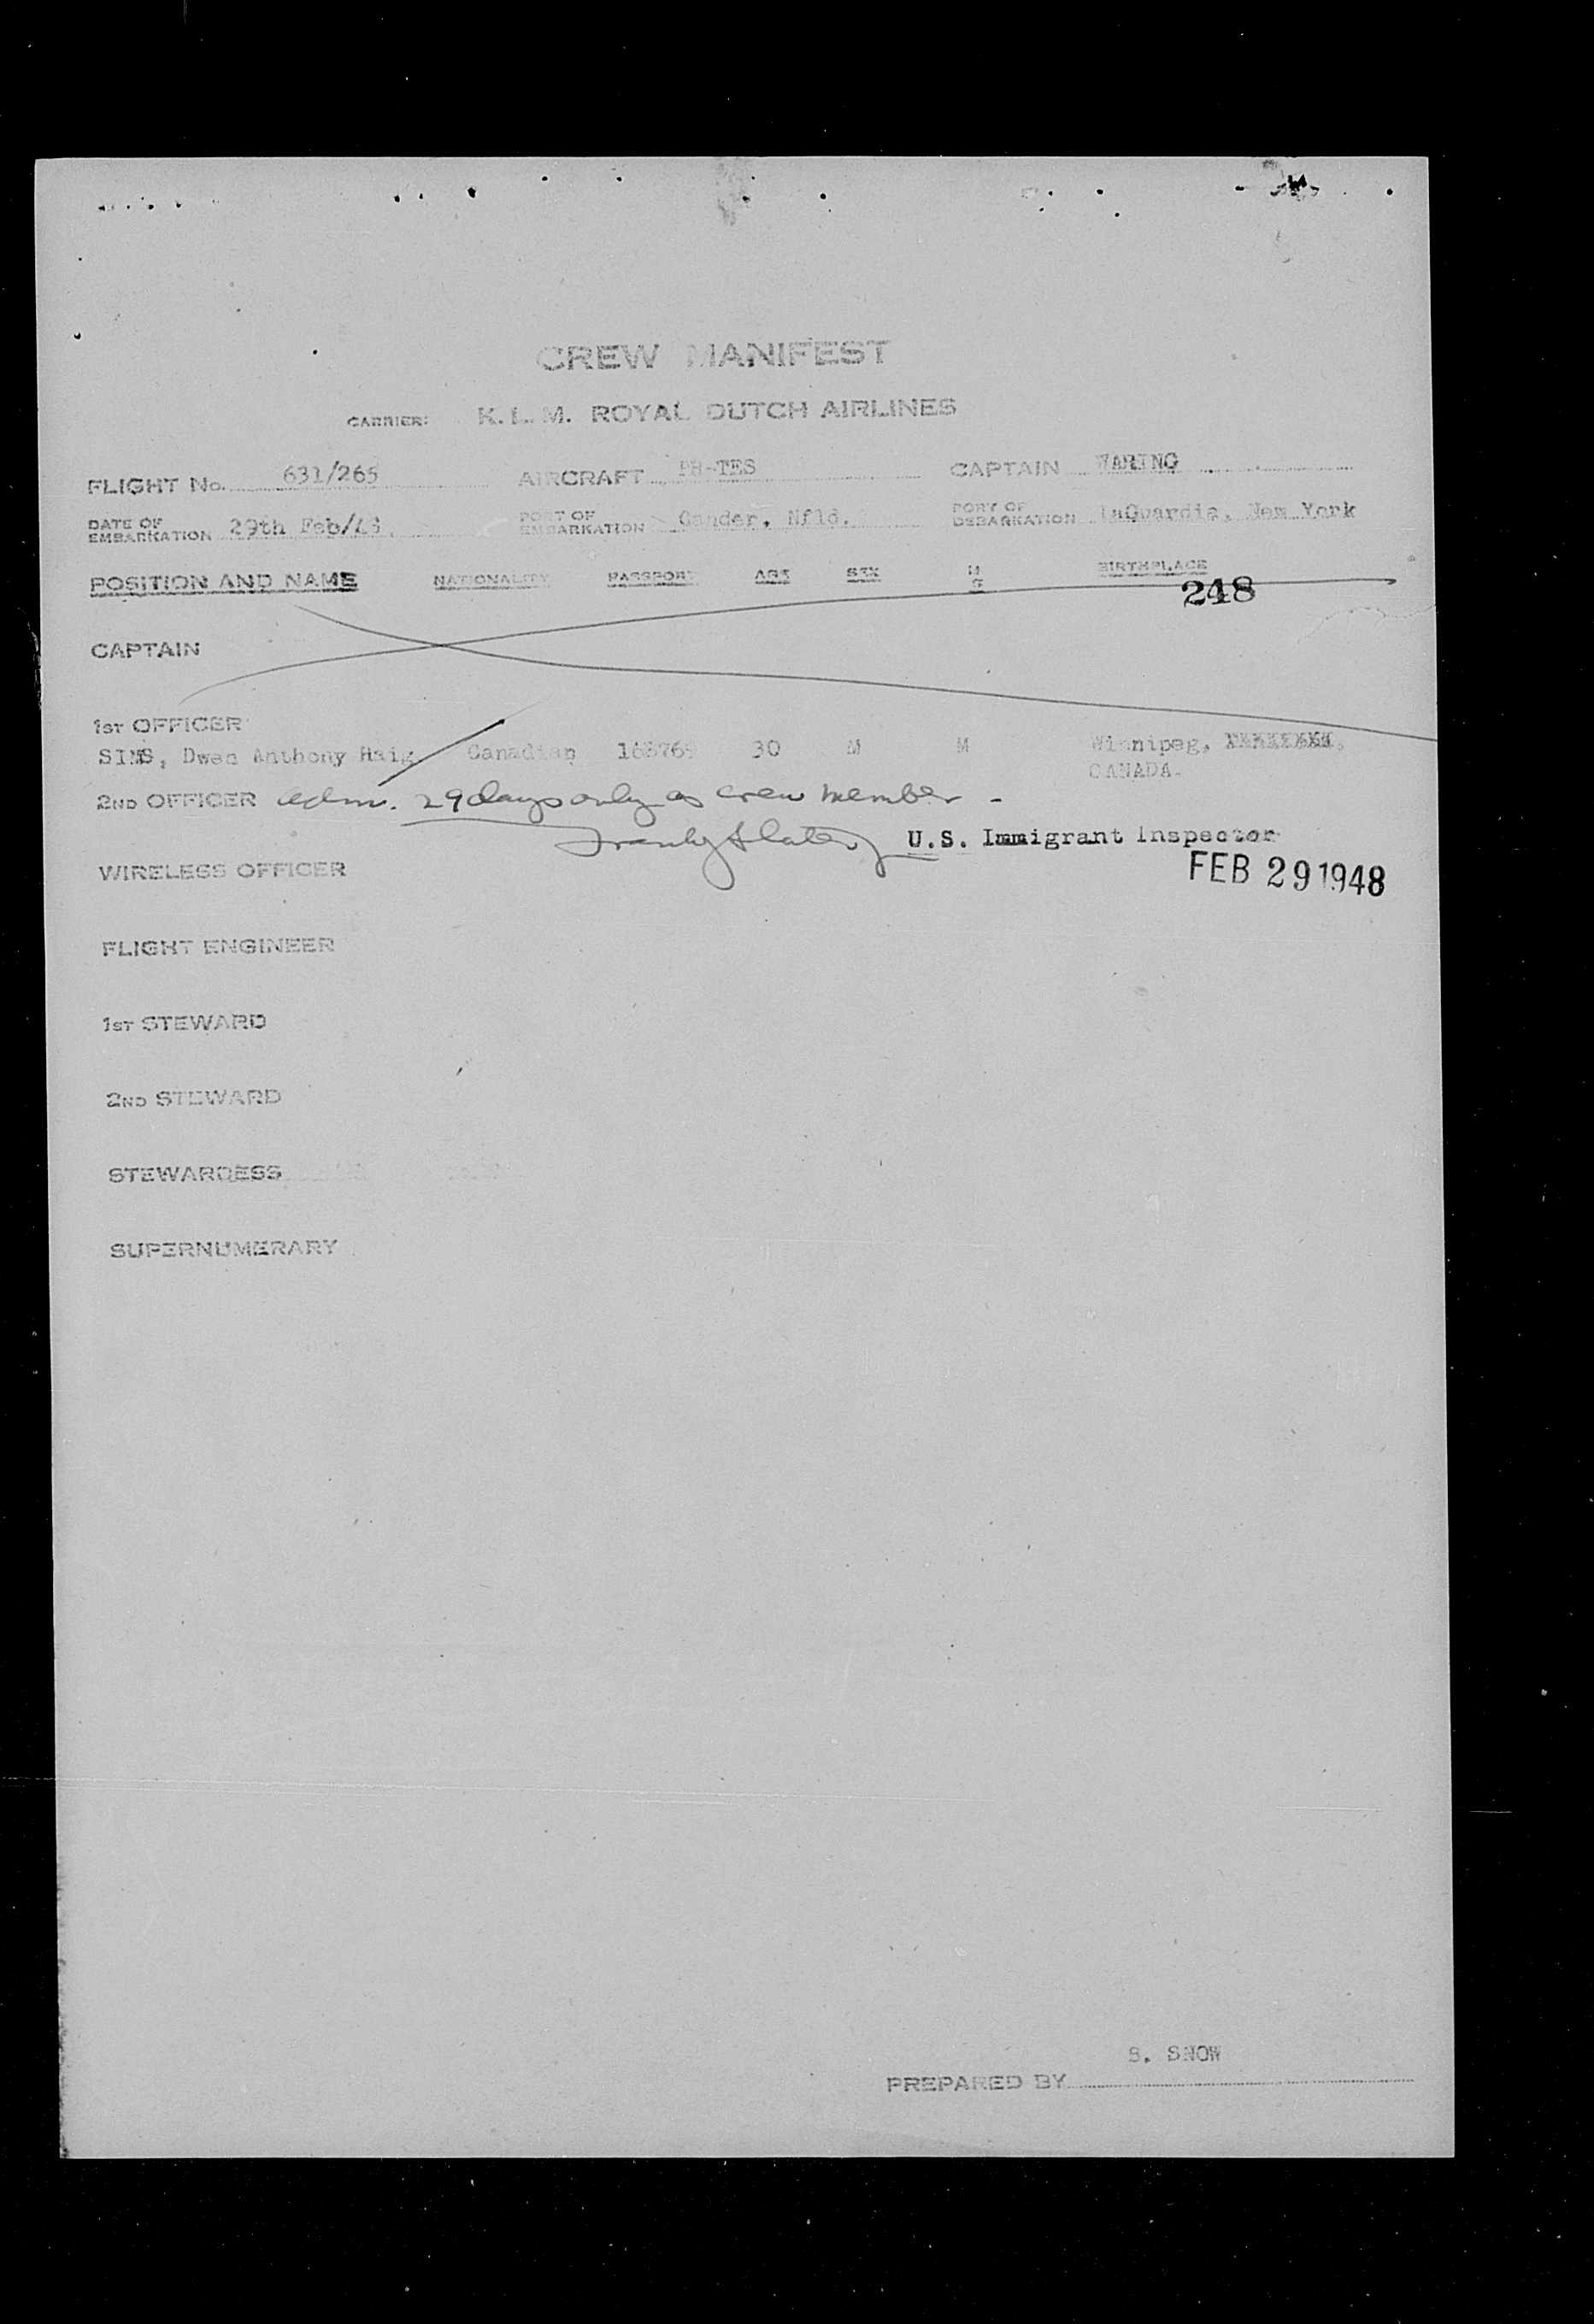 CREW MANIFEST
CARRIER: K.L.M. ROYAL DUTCH AIRLINES
FLIGHT No. 631/265 AIRCRAFT PH-TES CAPTAIN WARING
DATE OF EMBARKATION 29th Feb/48. PORT OF EMBARKATION Gander, Nfld. PORT OF DEBARKATION LaGuardia, New York
POSITION AND NAME NATIONALITY PASSPORT AGE SEX M S BIRTHPLACE
248
CAPTAIN
1ST OFFICER
SIMS, Owen Anthony Haig Canadian 30 M M Winnipeg,
CANADA.
2ND OFFICER adm. 29 days only as crew member -
U.S. Immigrant Inspector
WIRELESS OFFICER FEB 29 1948
FLIGHT ENGINEER
1ST STEWARD
2ND STEWARD
STEWARDESS
SUPERNUMERARY
S. SNOW
PREPARED BY